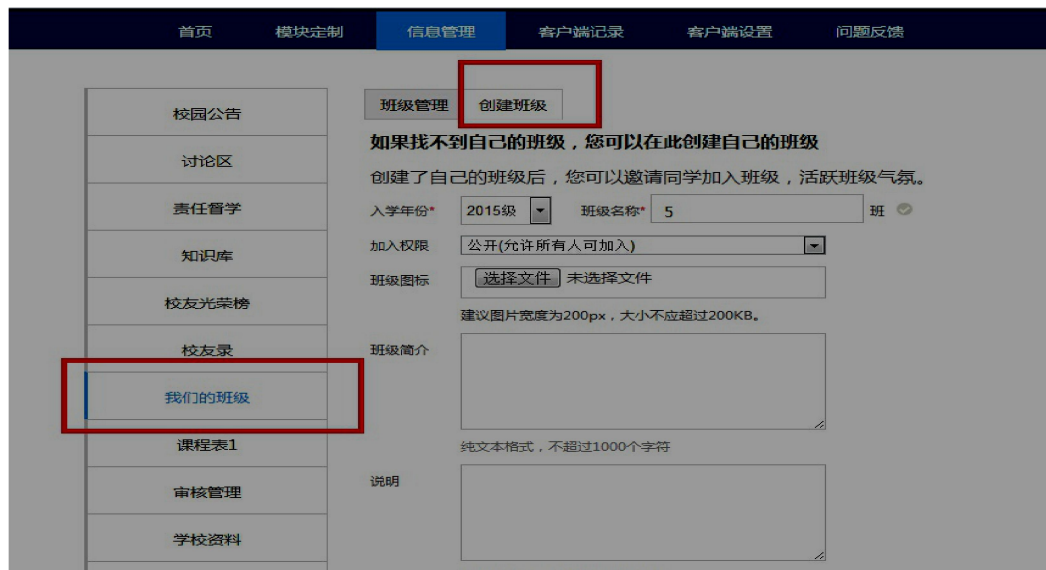 首页 模块定制 信息管理 客户端记录 客户端设置 问题反馈
校园公告
讨论区
责任督学
知识库
校友光荣榜
校友录
我们的班级
课程表1
审核管理
学校资料
班级管理 创建班级
如果找不到自己的班级，您可以在此创建自己的班级
创建了自己的班级后，您可以邀请同学加入班级，活跃班级气氛。
入学年份* 2015级 班级名称* 5 班
加入权限 公开(允许所有人可加入)
班级图标 选择文件 未选择文件
建议图片宽度为200px，大小不应超过200KB。
班级简介
纯文本格式，不超过1000个字符
说明